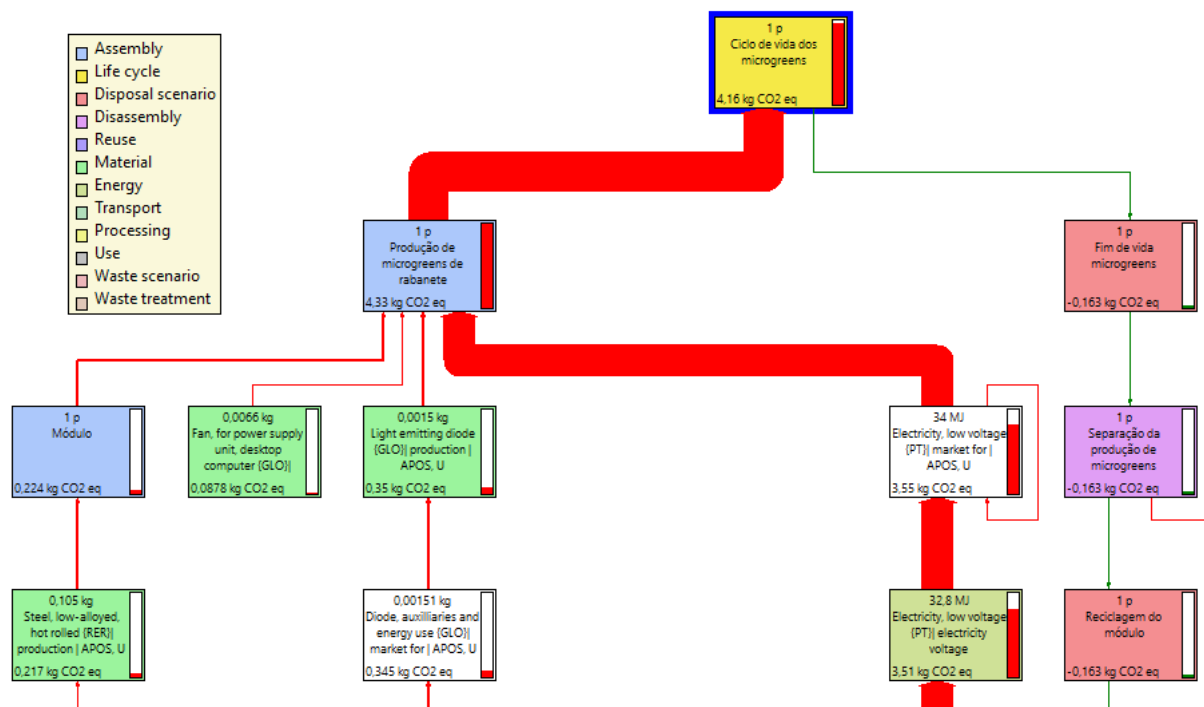 Assembly
Life cycle
Disposal scenario
Disassembly
Reuse
Material
Energy
Transport
Processing
Use
Waste scenario
Waste treatment
1 p
Ciclo de vida dos
microgreens
4,16 kg CO2 eq
1 p
Produção de
microgreens de
rabanete
4,33 kg CO2 eq
1 p
Fim de vida
microgreens
-0,163 kg CO2 eq
1 p
Módulo
0,224 kg CO2 eq
0,0066 kg
Fan, for power supply
unit, desktop
computer {GLO}|
0,0878 kg CO2 eq
0,0015 kg
Light emitting diode
{GLO}| production |
APOS, U
0,35 kg CO2 eq
34 MJ
Electricity, low voltage
{PT}| market for |
APOS, U
3,55 kg CO2 eq
1 p
Separação da
produção de
microgreens
-0,163 kg CO2 eq
0,105 kg
Steel, low-alloyed,
hot rolled {RER}|
production | APOS, U
0,217 kg CO2 eq
0,00151 kg
Diode, auxilliaries and
energy use {GLO}|
market for | APOS, U
0,345 kg CO2 eq
32,8 MJ
Electricity, low voltage
{PT}| electricity
voltage
3,51 kg CO2 eq
1 p
Reciclagem do
módulo
-0,163 kg CO2 eq